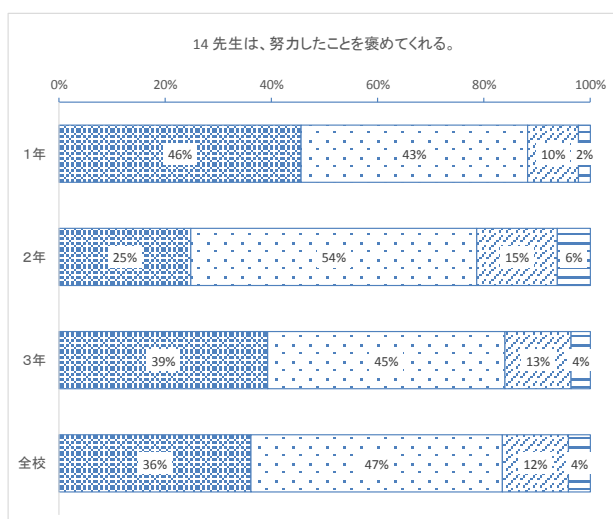 14 先生は、努力したことを褒めてくれる。
0% 20% 40% 60% 80% 100%
1年 46% 43% 10% 2%
2年 25% 54% 15% 6%
3年 39% 45% 13% 4%
全校 36% 47% 12% 4%